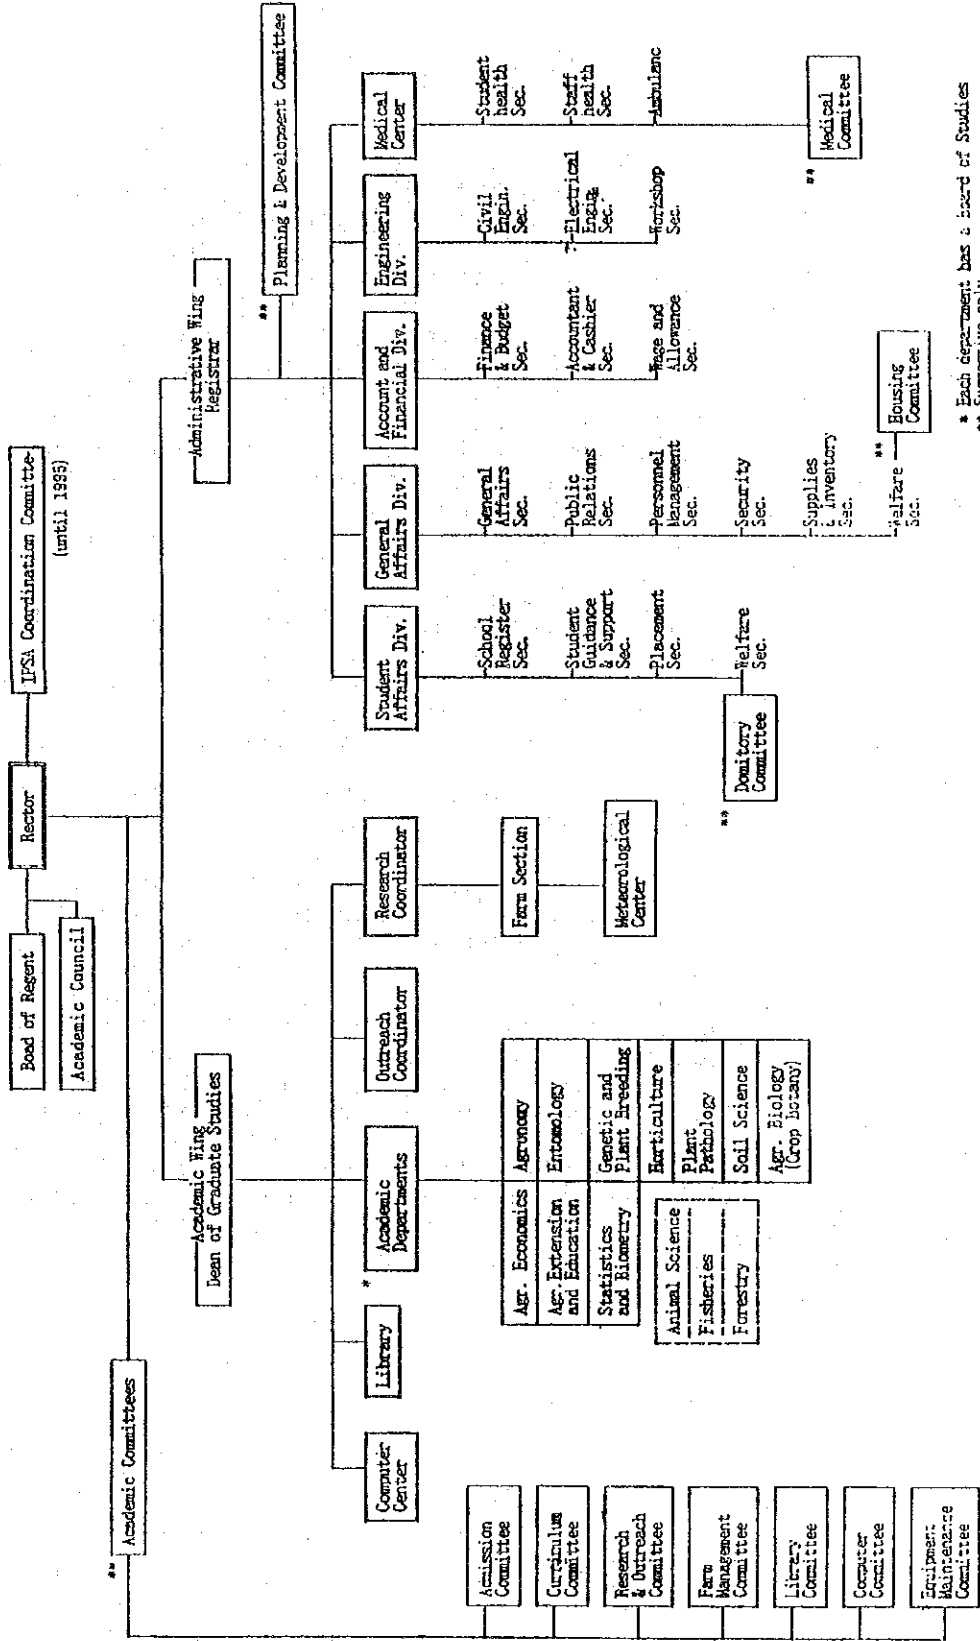 Boad of Regent
Rector
IPSA Coordination Committe-
(until 1995)
Academic Council
**
Academic Committees
Academic Wing
Dean of Graduate Studies
Administrative Wing
Registrar
**
Planning & Development Committee
Computer
Center
Library
*
Academic
Departments
Outreach
Coordinator
Research
Coordinator
Student
Affairs Div.
General
Affairs Div.
Account and
Financial Div.
Engineering
Div.
Medical
Center
Admission
Committee
Curriculum
Committee
Research
& Outreach
Committee
Farm
Management
Committee
Library
Committee
Computer
Committee
Equipment
Maintenance
Committee
Agr. Economics
Agronomy
Agr. Extension
and Education
Entomology
Statistics
and Biometry
Genetic and
Plant Breeding
Horticulture
Animal Science
Plant
Pathology
Fisheries
Soil Science
Forestry
Agr. Biology
(Crop Botany)
Farm Section
Meteorological
Center
School
Register
Sec.
Student
Guidance
& Support
Sec.
Placement
Sec.
Welfare
Sec.
**
Domitory
Committee
General
Affairs
Sec.
Public
Relations
Sec.
Personnel
Management
Sec.
Security
Sec.
Supplies
& Inventory
Sec.
Welfare
Sec.
**
Housing
Committee
Finance
& Budget
Sec.
Accountant
& Cashier
Sec.
Wage and
Allowance
Sec.
Civil
Engin.
Sec.
Electrical
Engin.
Sec.
Workshop
Sec.
Student
health
Sec.
Staff
health
Sec.
Ambulanc
**
Medical
Committee
* Each department has a board of Studies